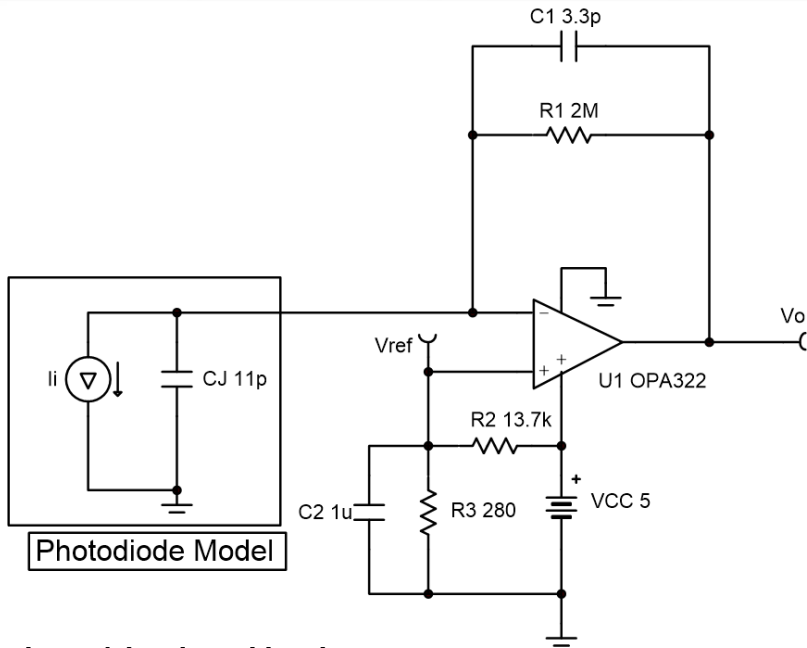 C1 3.3p
R1 2M
Vo
Vref
−
+
+
U1 OPA322
Ii
CJ 11p
R2 13.7k
+
VCC 5
C2 1u
R3 280
Photodiode Model